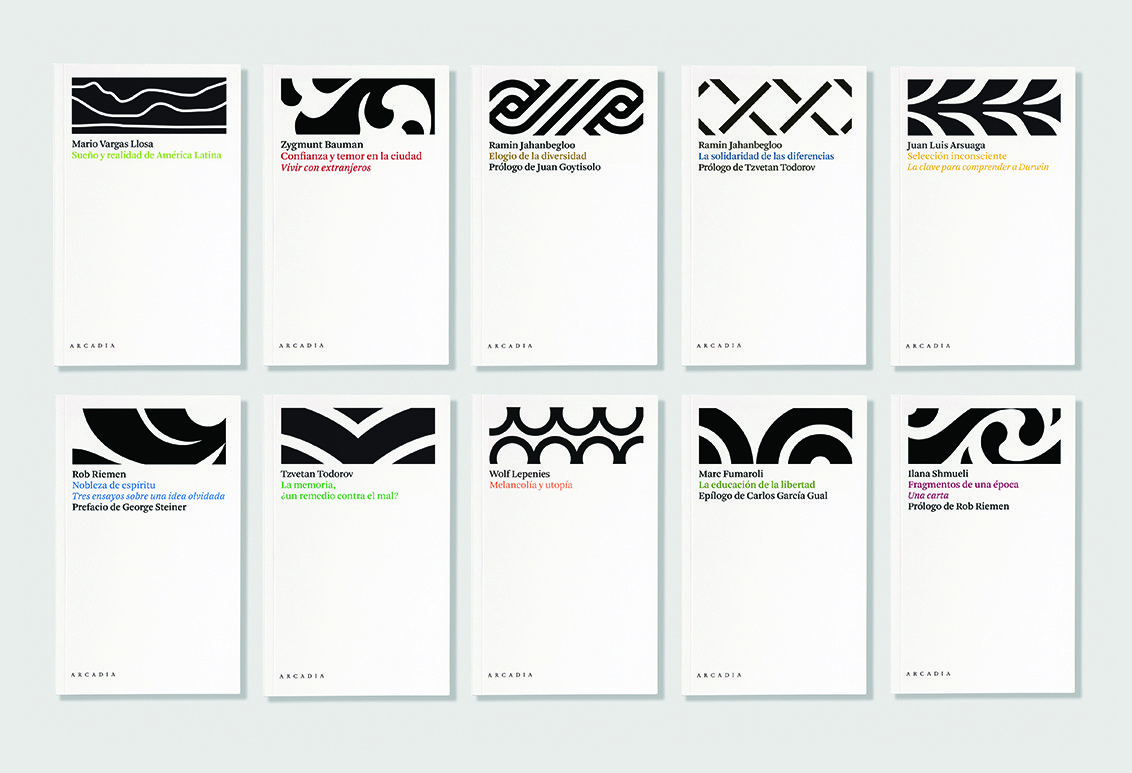 Mario Vargas Llosa
Sueño y realidad de América Latina
ARCADIA
Zygmunt Bauman
Confianza y temor en la ciudad
Vivir con extranjeros
ARCADIA
Ramin Jahanbegloo
Elogio de la diversidad
Prólogo de Juan Goytisolo
ARCADIA
Ramin Jahanbegloo
La solidaridad de las diferencias
Prólogo de Tzvetan Todorov
ARCADIA
Juan Luis Arsuaga
Selección inconsciente
La clave para comprender a Darwin
ARCADIA
Rob Riemen
Nobleza de espíritu
Tres ensayos sobre una idea olvidada
Prefacio de George Steiner
ARCADIA
Tzvetan Todorov
La memoria,
¿un remedio contra el mal?
ARCADIA
Wolf Lepenies
Melancolía y utopía
ARCADIA
Marc Fumaroli
La educación de la libertad
Epílogo de Carlos García Gual
ARCADIA
Ilana Shmueli
Fragmentos de una época
Una carta
Prólogo de Rob Riemen
ARCADIA